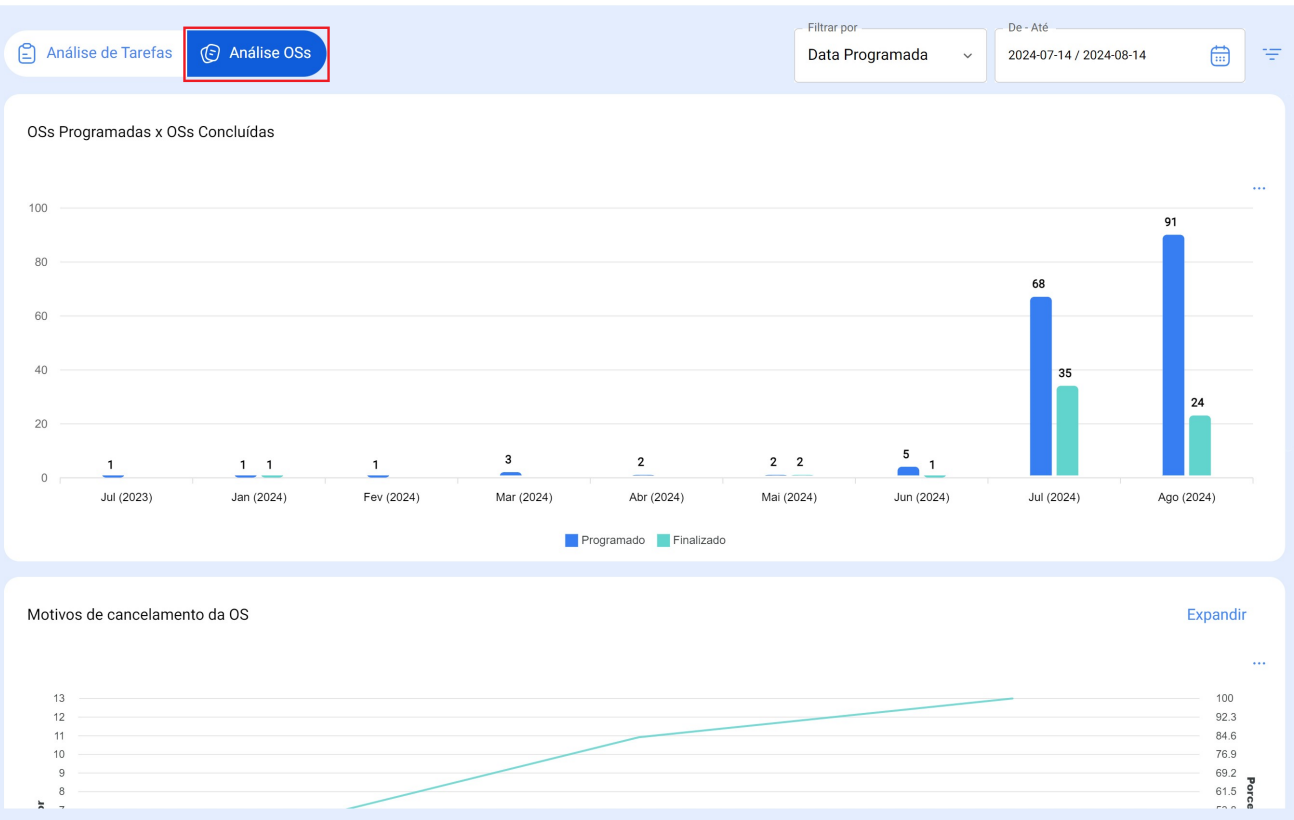 Análise de Tarefas
Análise OSs
Filtrar por
Data Programada
De - Até
2024-07-14 / 2024-08-14
OSs Programadas x OSs Concluídas
100
80
60
40
20
0
91
68
35
24
1
1 1
1
3
2
2 2
5
1
Jul (2023) Jan (2024) Fev (2024) Mar (2024) Abr (2024) Mai (2024) Jun (2024) Jul (2024) Ago (2024)
Programado Finalizado
Motivos de cancelamento da OS
Expandir
13 100
12 92.3
11 84.6
10 76.9
9 69.2
8 61.5